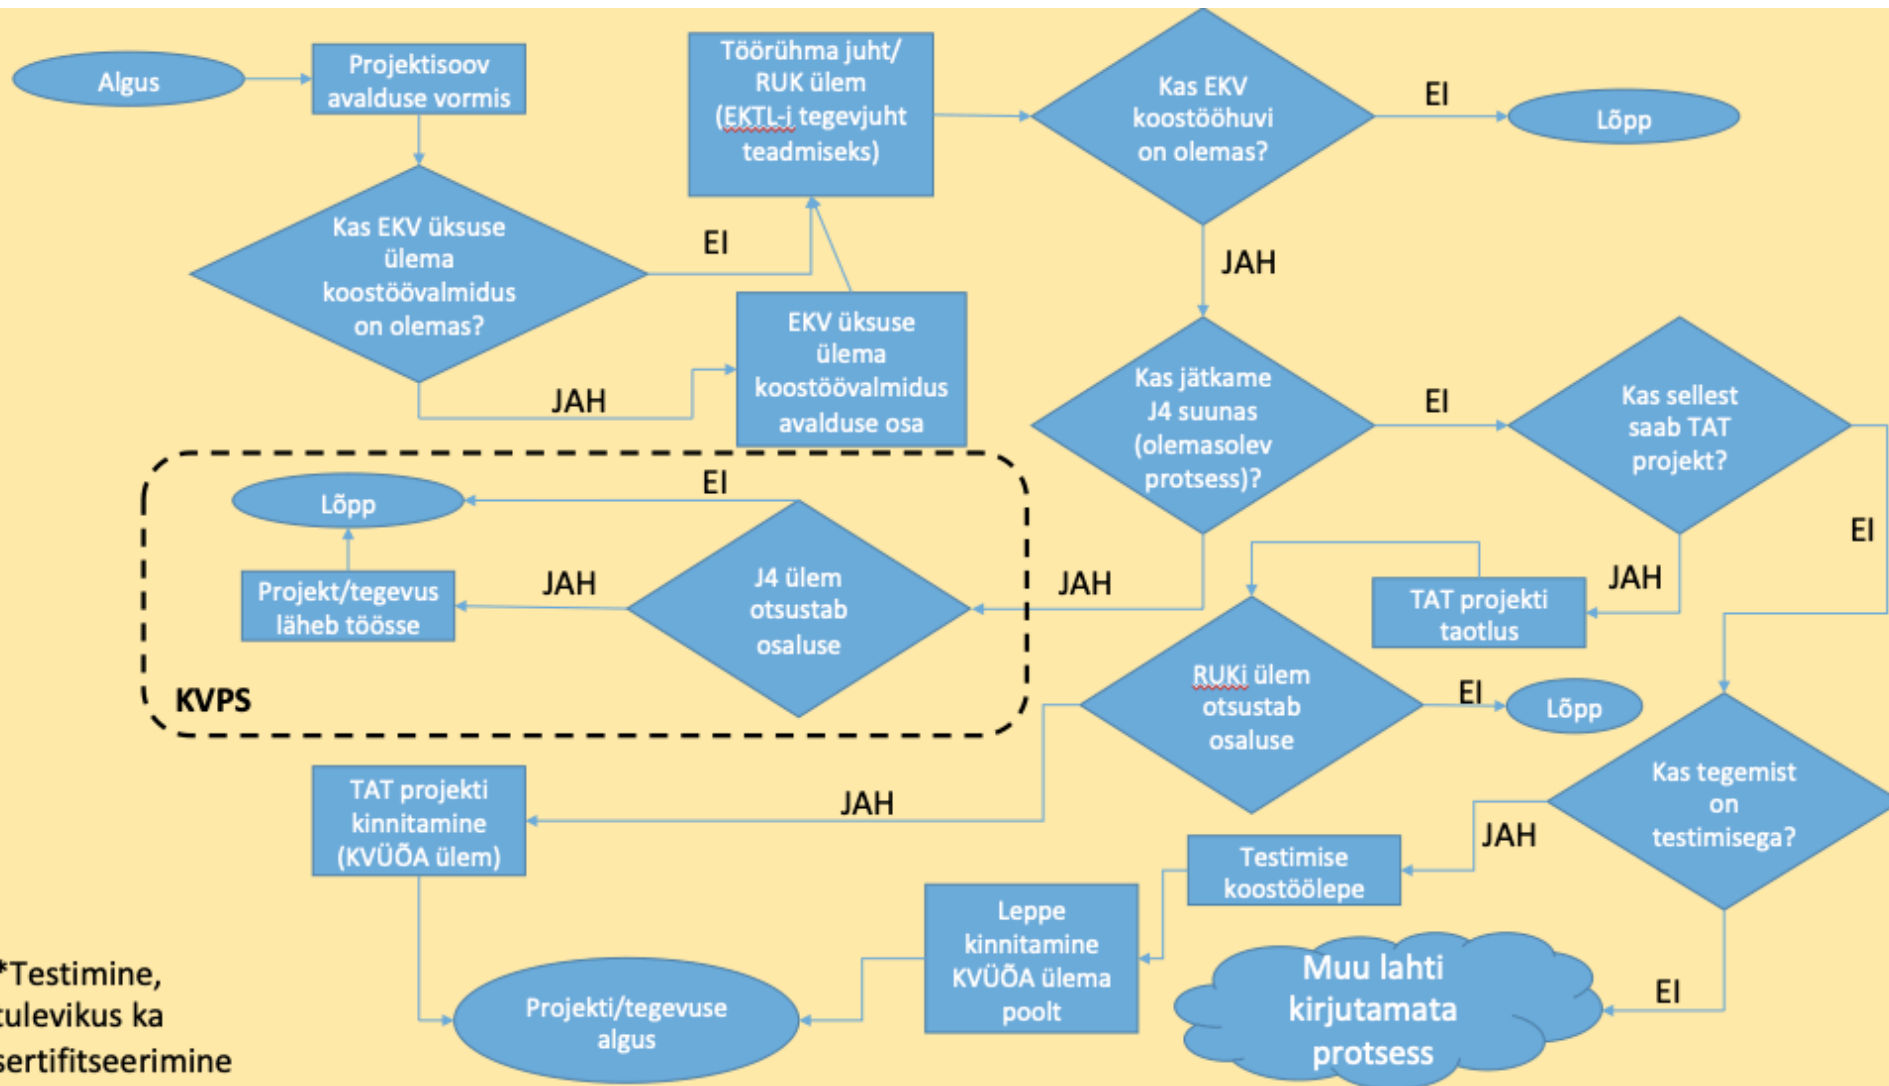 Algus
Projektisoov
avalduse vormis
Töörühma juht/
RUK ülem
(EKTL-i tegevjuht
teadmiseks)
Kas EKV
koostööhuvi
on olemas?
EI
Lõpp
Kas EKV üksuse
ülema
koostöövalmidus
on olemas?
EI
JAH
EKV üksuse
ülema
koostöövalmidus
avalduse osa
JAH
Kas jätkame
J4 suunas
(olemasolev
protsess)?
EI
Kas sellest
saab TAT
projekt?
EI
Lõpp
EI
J4 ülem
otsustab
osaluse
JAH
Projekt/tegevus
läheb töösse
KVPS
JAH
JAH
TAT projekti
taotlus
RUKi ülem
otsustab
osaluse
EI
Lõpp
Kas tegemist
on
testimisega?
JAH
TAT projekti
kinnitamine
(KVÜÕA ülem)
JAH
Testimise
koostöölepe
Leppe
kinnitamine
KVÜÕA ülema
poolt
Muu lahti
kirjutamata
protsess
EI
Projekti/tegevuse
algus
*Testimine,
tulevikus ka
sertifitseerimine